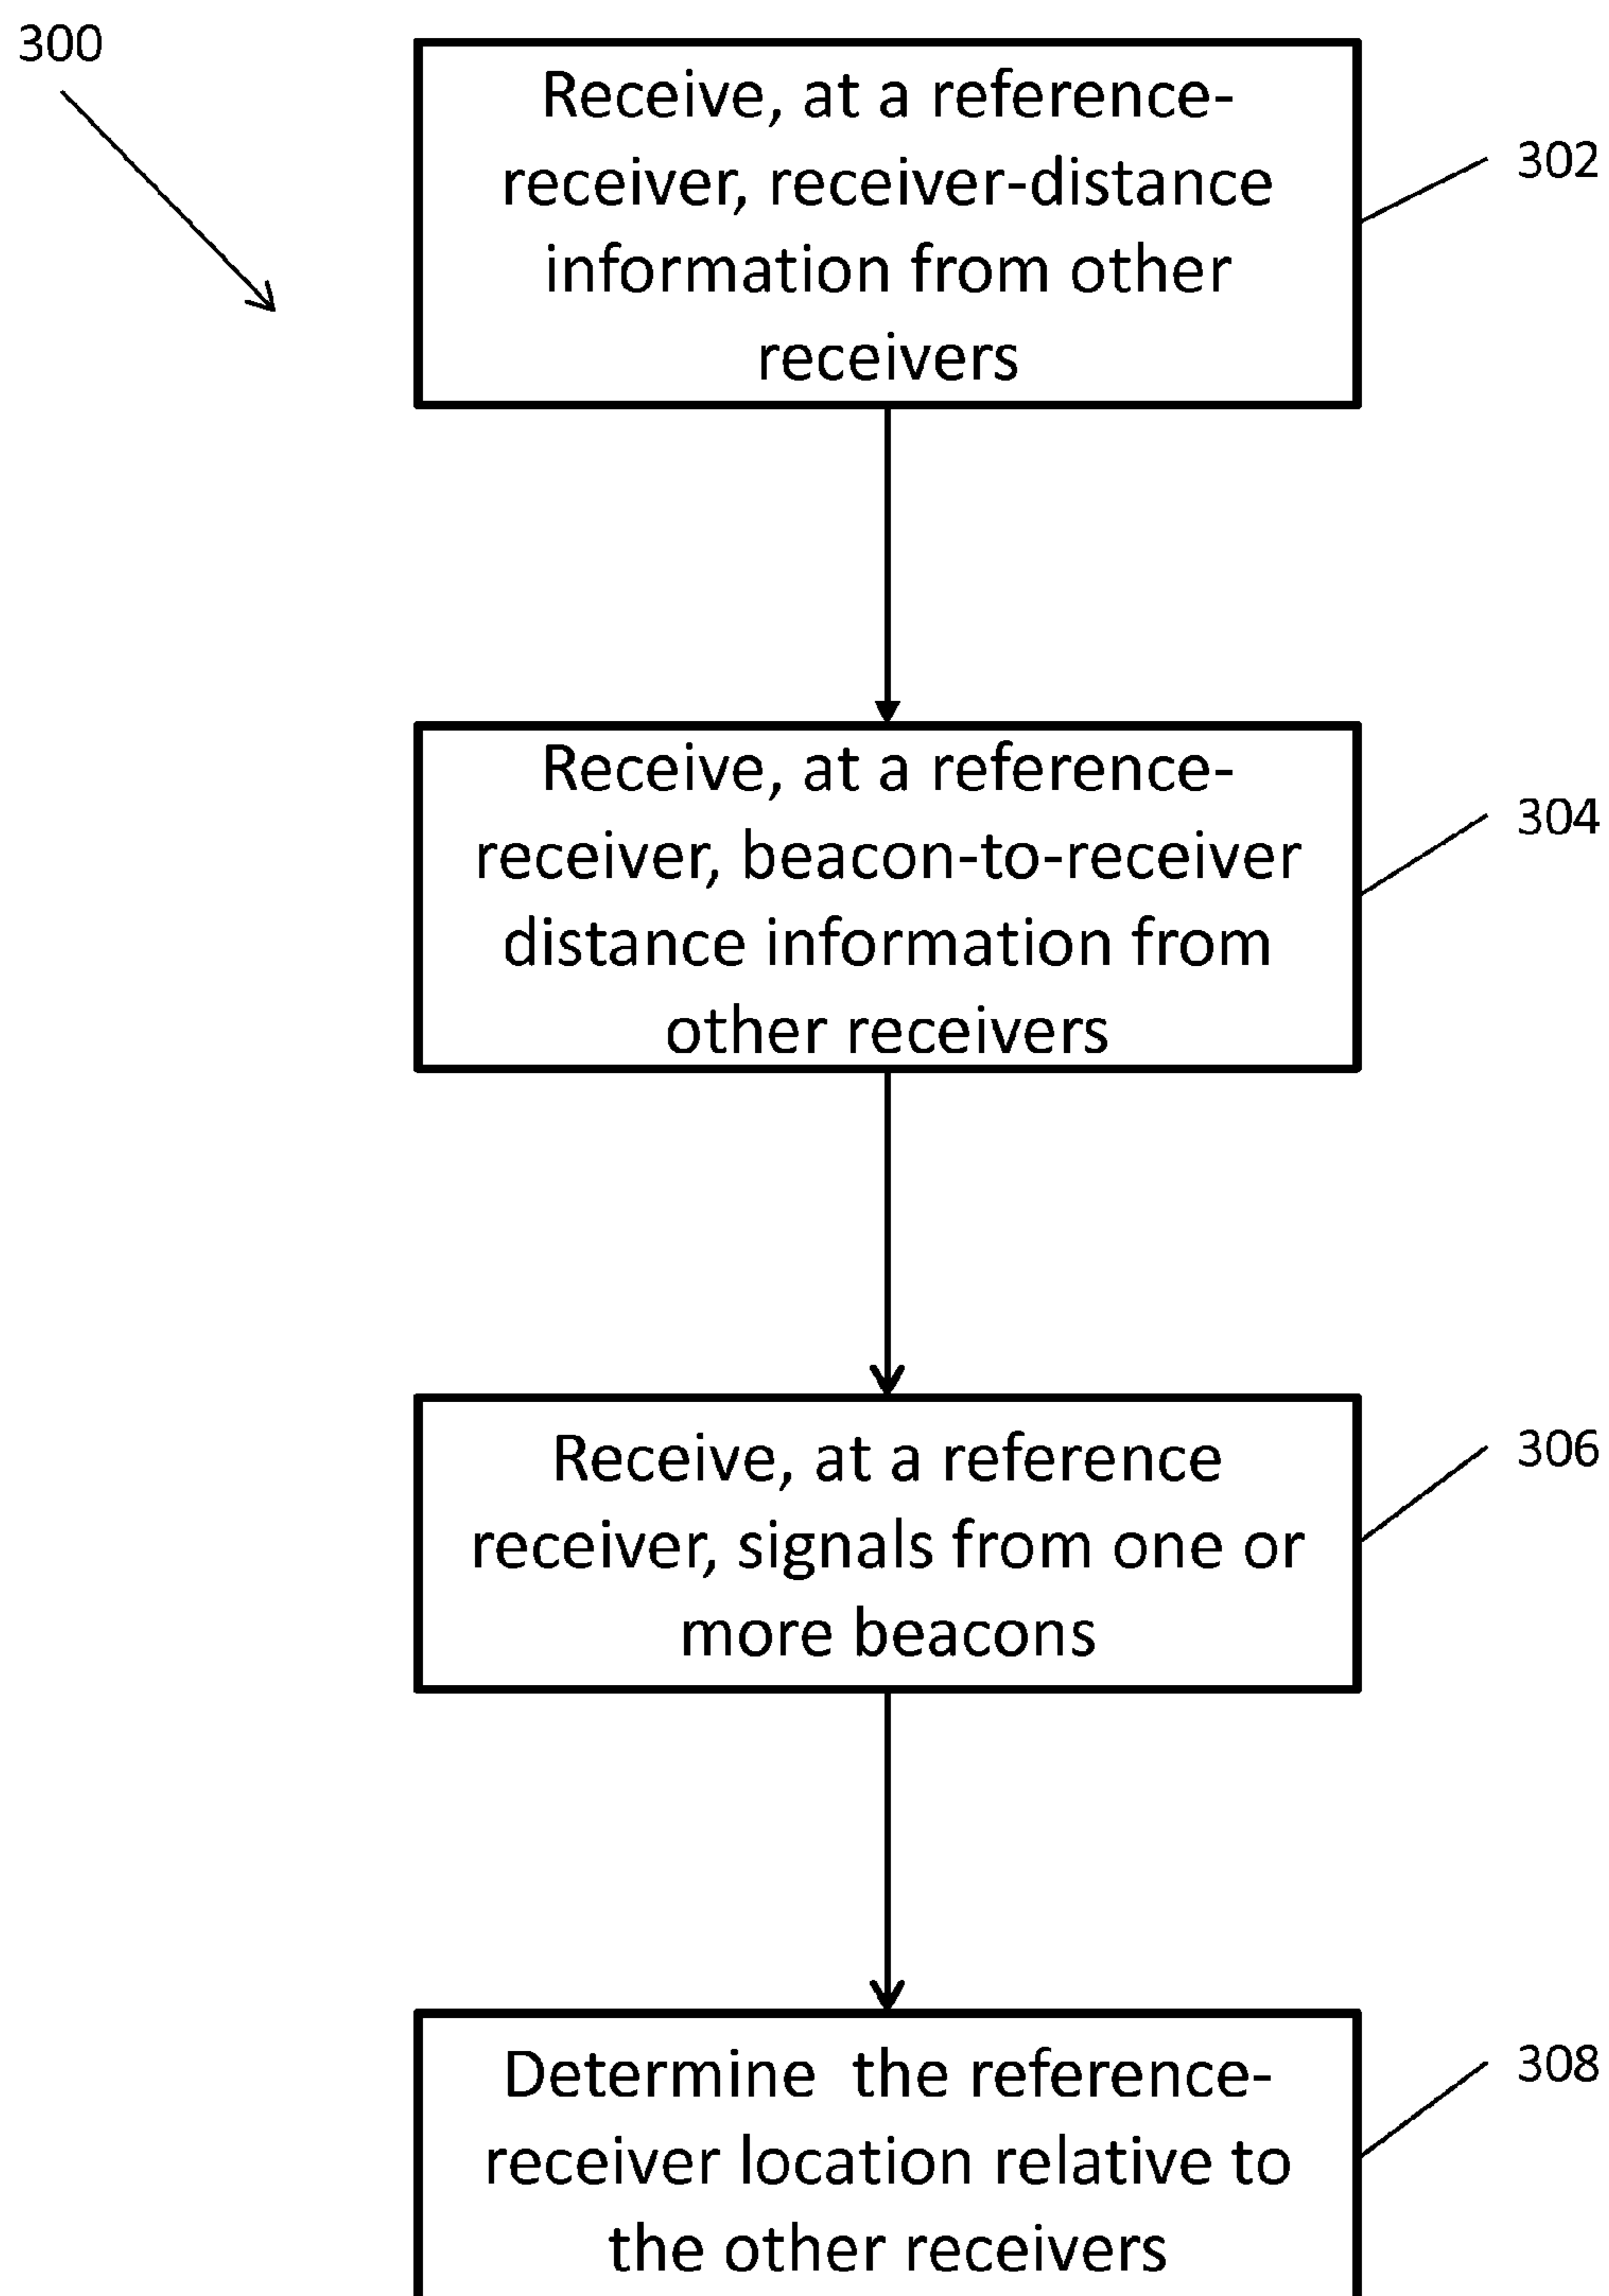 300
Receive, at a reference-
receiver, receiver-distance
information from other
receivers
302
Receive, at a reference-
receiver, beacon-to-receiver
distance information from
other receivers
304
Receive, at a reference
receiver, signals from one or
more beacons
306
Determine the reference-
receiver location relative to
the other receivers
308